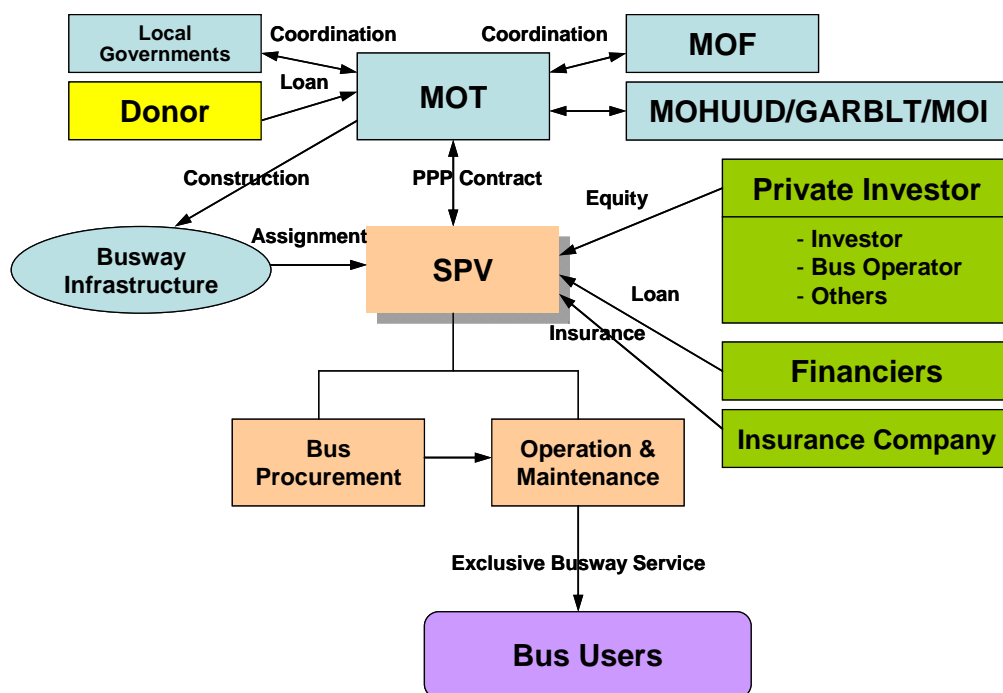 Local
Governments
Coordination
Coordination
MOF
Loan
MOT
Donor
MOHUUD/GARBLT/MOI
Construction
PPP Contract
Equity
Private Investor
- Investor
- Bus Operator
- Others
Assignment
Busway
Infrastructure
SPV
Loan
Insurance
Financiers
Insurance Company
Bus
Procurement
Operation &
Maintenance
Exclusive Busway Service
Bus Users